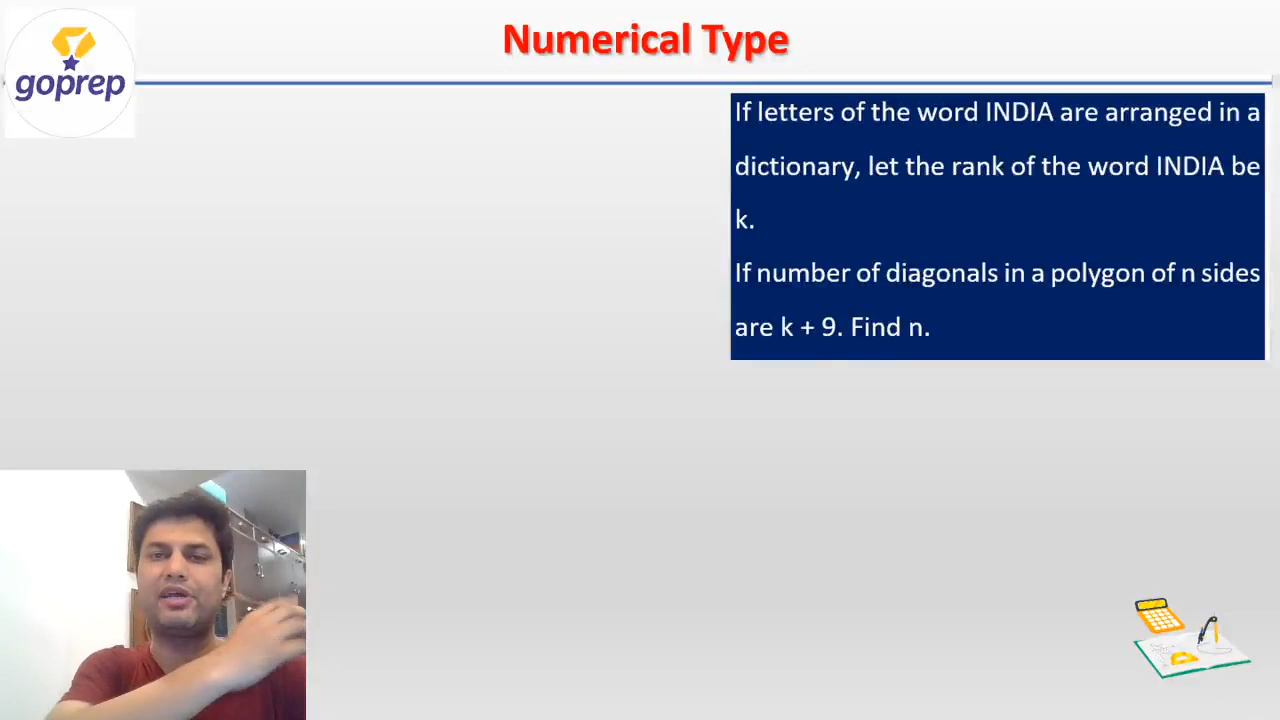 goprep
Numerical Type
If letters of the word INDIA are arranged in a
dictionary, let the rank of the word INDIA be
k.
If number of diagonals in a polygon of n sides
are k + 9. Find n.